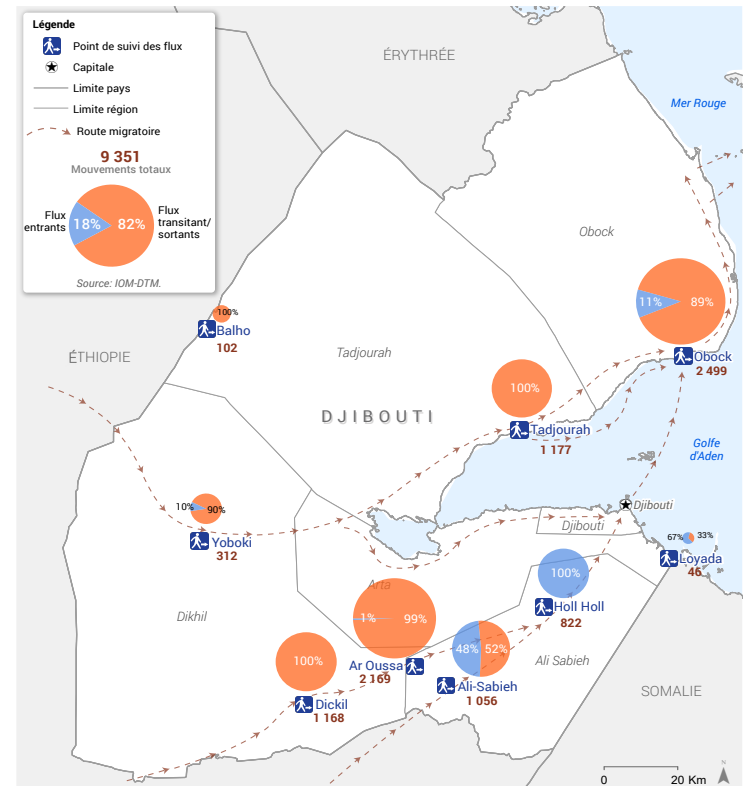 Légende
Point de suivi des flux
Capitale
Limite pays
Limite région
Route migratoire
9 351
Mouvements totaux
Flux
entrants
18%
82%
Flux
transitant/
sortants
Source: IOM-DTM.
ÉRYTHRÉE
Mer Rouge
Obock
11%
89%
Obock
2 499
100%
Balho
102
ÉTHIOPIE
Tadjourah
100%
Tadjourah
1 177
DJIBOUTI
Golfe
d'Aden
10%
90%
Yoboki
312
Djibouti
Djibouti
67%
33%
Loyada
46
100%
Holl Holl
822
Arta
1%
99%
Ar Oussa
2 169
Dikhil
100%
Dickil
1 168
48%
52%
Ali-Sabieh
1 056
Ali Sabieh
SOMALIE
N
0
20 Km